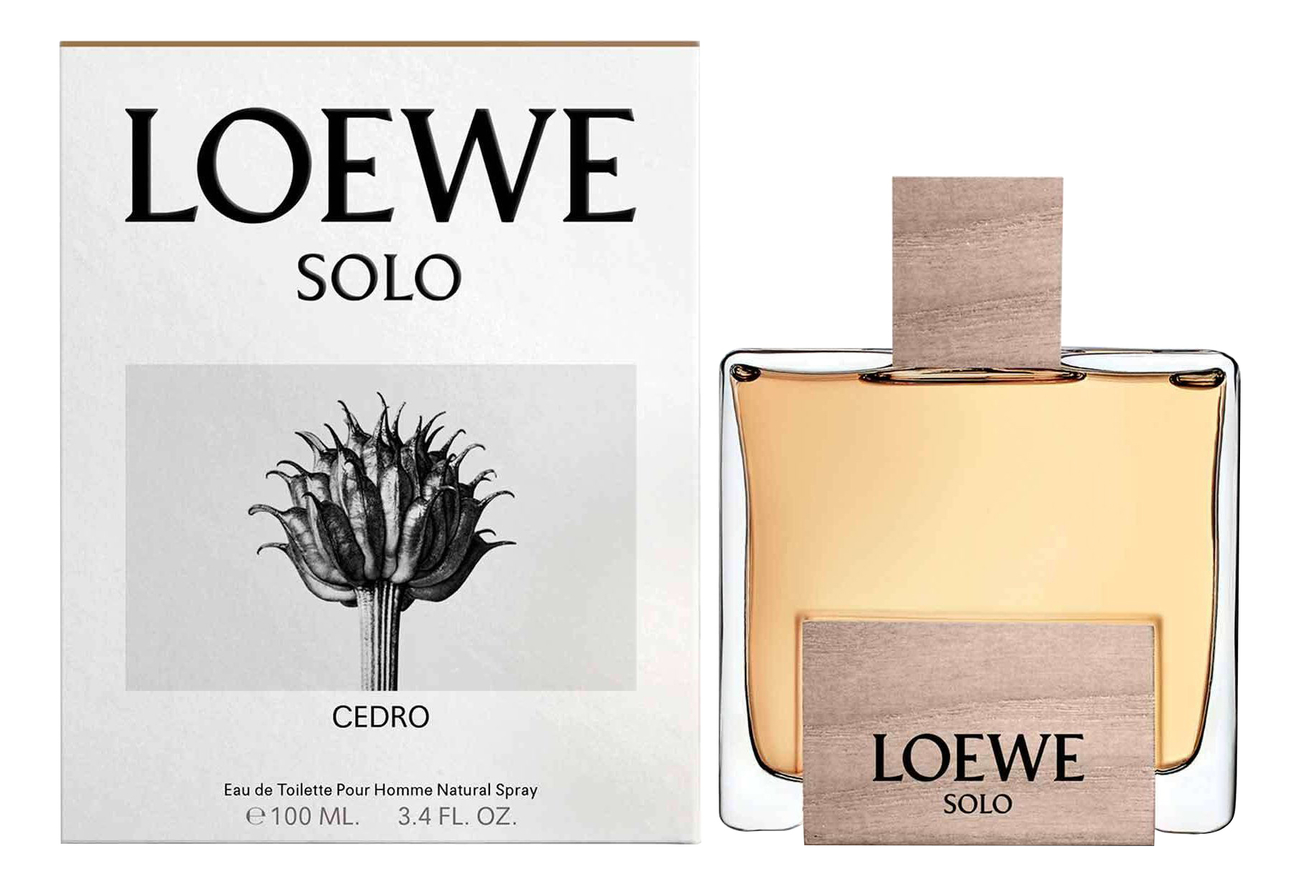 LOEWE
SOLO
CEDRO
Eau de Toilette Pour Homme Natural Spray
℮ 100 ML. 3.4 FL. OZ.
LOEWE
SOLO